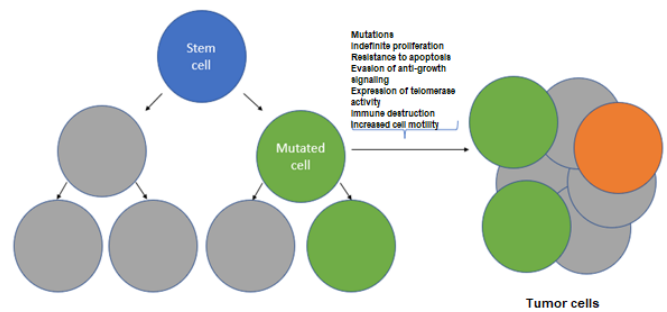 Stem
cell
Mutated
cell
Mutations
Indefinite proliferation
Resistance to apoptosis
Evasion of anti-growth
signaling
Expression of telomerase
activity
Immune destruction
Increased cell motility
Tumor cells